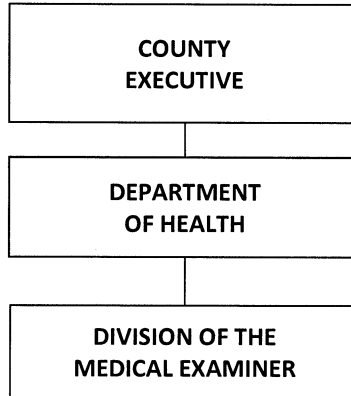 COUNTY
EXECUTIVE
DEPARTMENT
OF HEALTH
DIVISION OF THE
MEDICAL EXAMINER